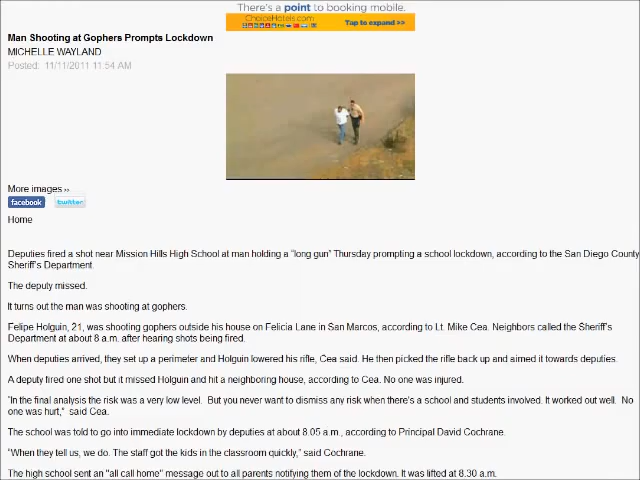 There's a point to booking mobile.
ChoiceHotels.com
Tap to expand >>
Man Shooting at Gophers Prompts Lockdown
MICHELLE WAYLAND
Posted: 11/11/2011 11:54 AM
More images »
facebook
twitter
Home
Deputies fired a shot near Mission Hills High School at man holding a “long gun” Thursday prompting a school lockdown, according to the San Diego County
Sheriff's Department.
The deputy missed.
It turns out the man was shooting at gophers.
Felipe Holguin, 21, was shooting gophers outside his house on Felicia Lane in San Marcos, according to Lt. Mike Cea. Neighbors called the Sheriff's
Department at about 8 a.m. after hearing shots being fired.
When deputies arrived, they set up a perimeter and Holguin lowered his rifle, Cea said. He then picked the rifle back up and aimed it towards deputies.
A deputy fired one shot but it missed Holguin and hit a neighboring house, according to Cea. No one was injured.
“In the final analysis the risk was a very low level. But you never want to dismiss any risk when there's a school and students involved. It worked out well. No
one was hurt,” said Cea.
The school was told to go into immediate lockdown by deputies at about 8.05 a.m., according to Principal David Cochrane.
“When they tell us, we do. The staff got the kids in the classroom quickly,” said Cochrane.
The high school sent an "all call home" message out to all parents notifying them of the lockdown. It was lifted at 8.30 a.m.